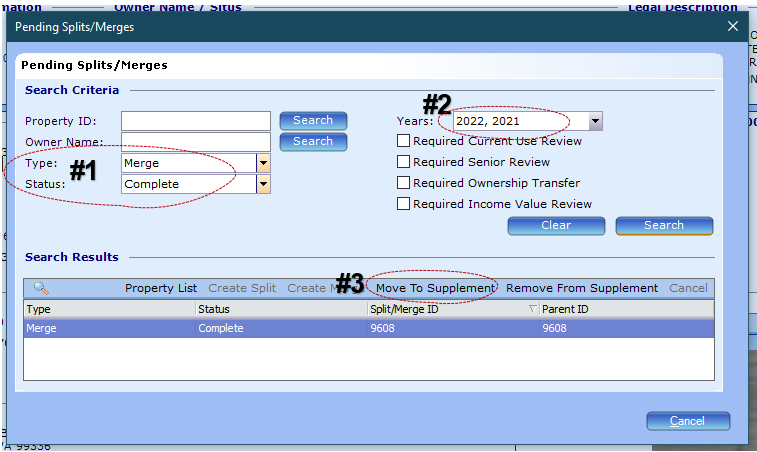 mation Owner Name / Situs Legal Description
Pending Splits/Merges
Pending Splits/Merges
Search Criteria
#2
Property ID: Search Years: 2022, 2021
Owner Name: Search Required Current Use Review
Type: #1 Merge Required Senior Review
Status: Complete Required Ownership Transfer
Required Income Value Review
Clear Search
Search Results
#3
Property List Create Split Create M Move To Supplement Remove From Supplement Cancel
Type Status Split/Merge ID Parent ID
Merge Complete 9608 9608
Cancel
VA 99336